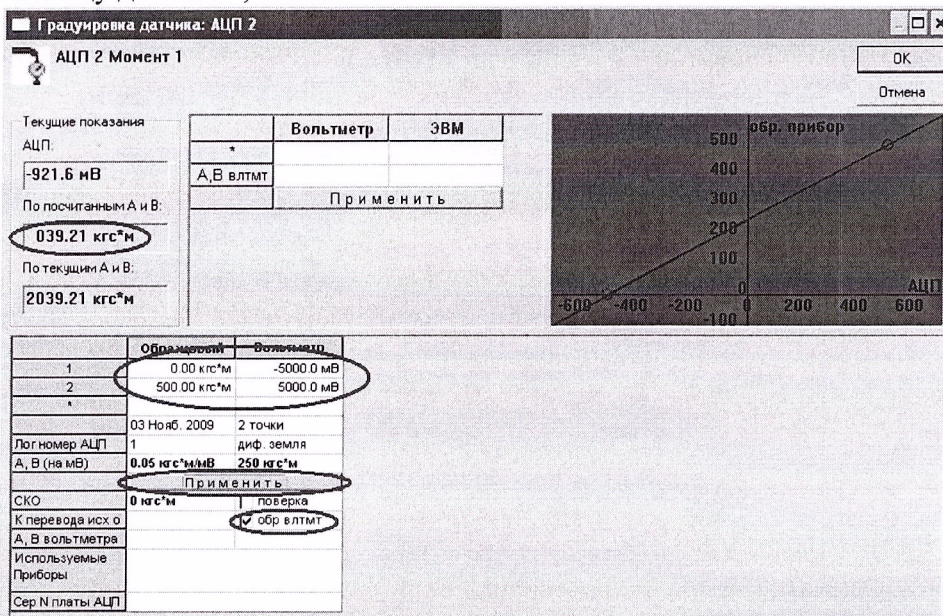 Градуировка датчика: АЦП 2
АЦП 2 Момент 1
OK
Отмена
Текущие показания
АЦП:
-921.6 мВ
По посчитанным А и В:
039.21 кгс*м
По текущим А и В:
2039.21 кгс*м
Вольтметр ЭВМ
*
А,В влтмт
Применить
обр. прибор
500
400
300
200
100
0
-100
-600 -400 -200 0 200 400 600
АЦП
Образцовый Вольтметр
1 0.00 кгс*м -5000.0 мВ
2 500.00 кгс*м 5000.0 мВ
*
03 Нояб. 2009 2 точки
Лог номер АЦП 1 диф. земля
А, В (на мВ) 0.05 кгс*м/мВ 250 кгс*м
Применить
СКО 0 кгс*м поверка
К перевода исх о обр влтмт
А, В вольтметра
Используемые
Приборы
Сер N платы АЦП